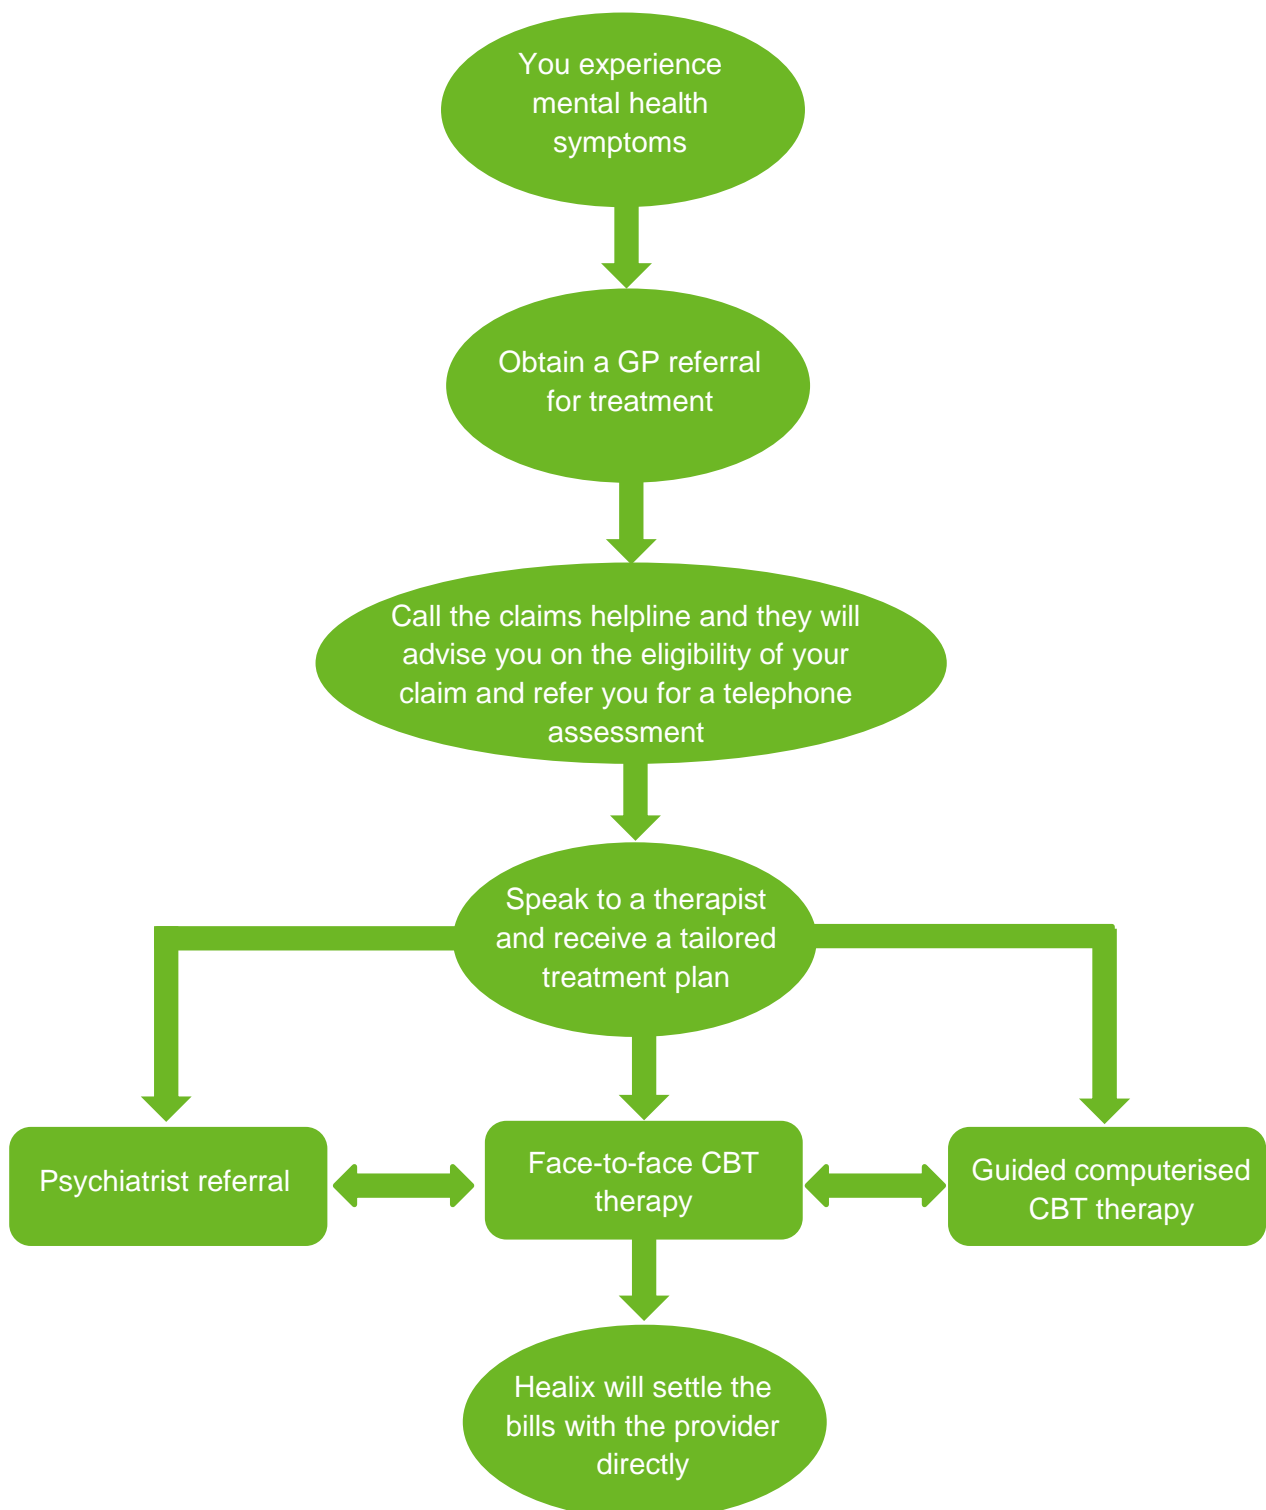 You experience
mental health
symptoms
Obtain a GP referral
for treatment
Call the claims helpline and they will
advise you on the eligibility of your
claim and refer you for a telephone
assessment
Speak to a therapist
and receive a tailored
treatment plan
Psychiatrist referral
Face-to-face CBT
therapy
Guided computerised
CBT therapy
Healix will settle the
bills with the provider
directly